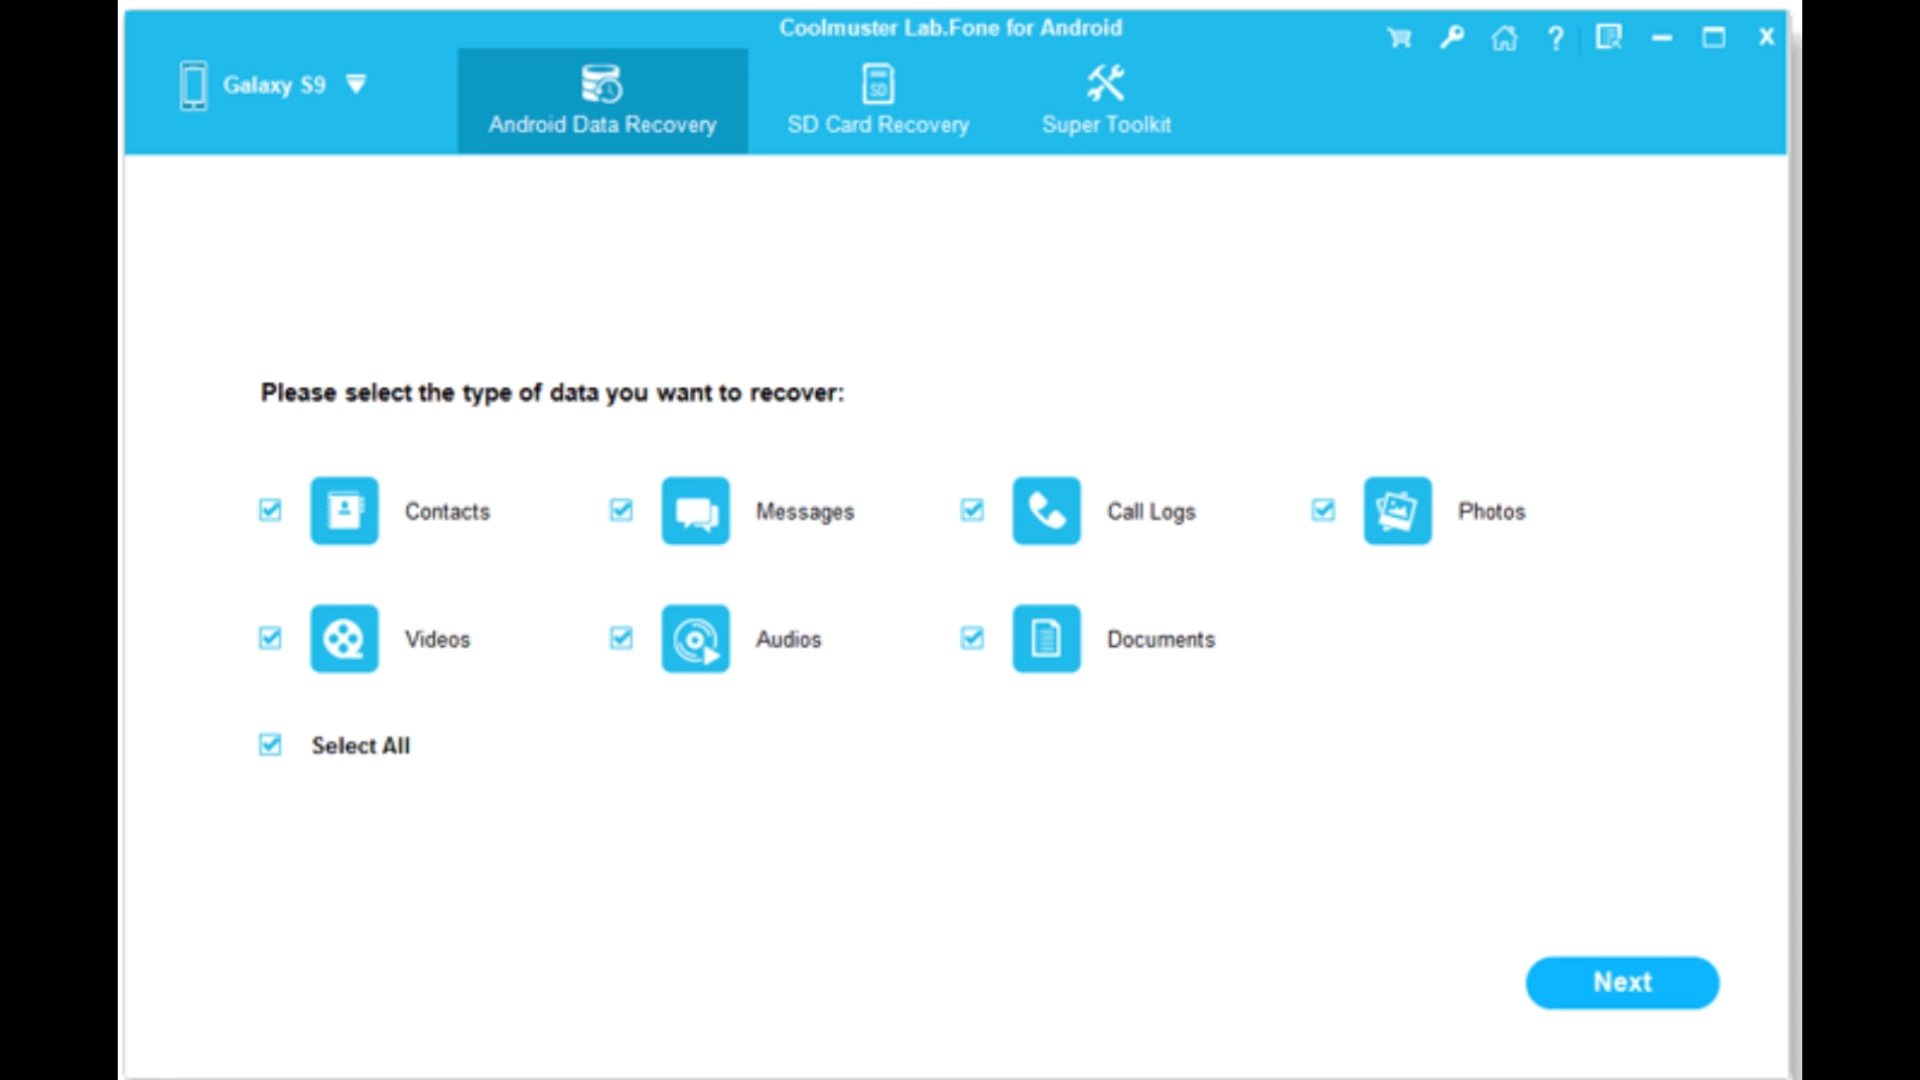 Coolmuster Lab.Fone for Android
Galaxy S9
Android Data Recovery
SD
SD Card Recovery
Super Toolkit
Please select the type of data you want to recover:
Contacts
Messages
Call Logs
Photos
Videos
Audios
Documents
Select All
Next